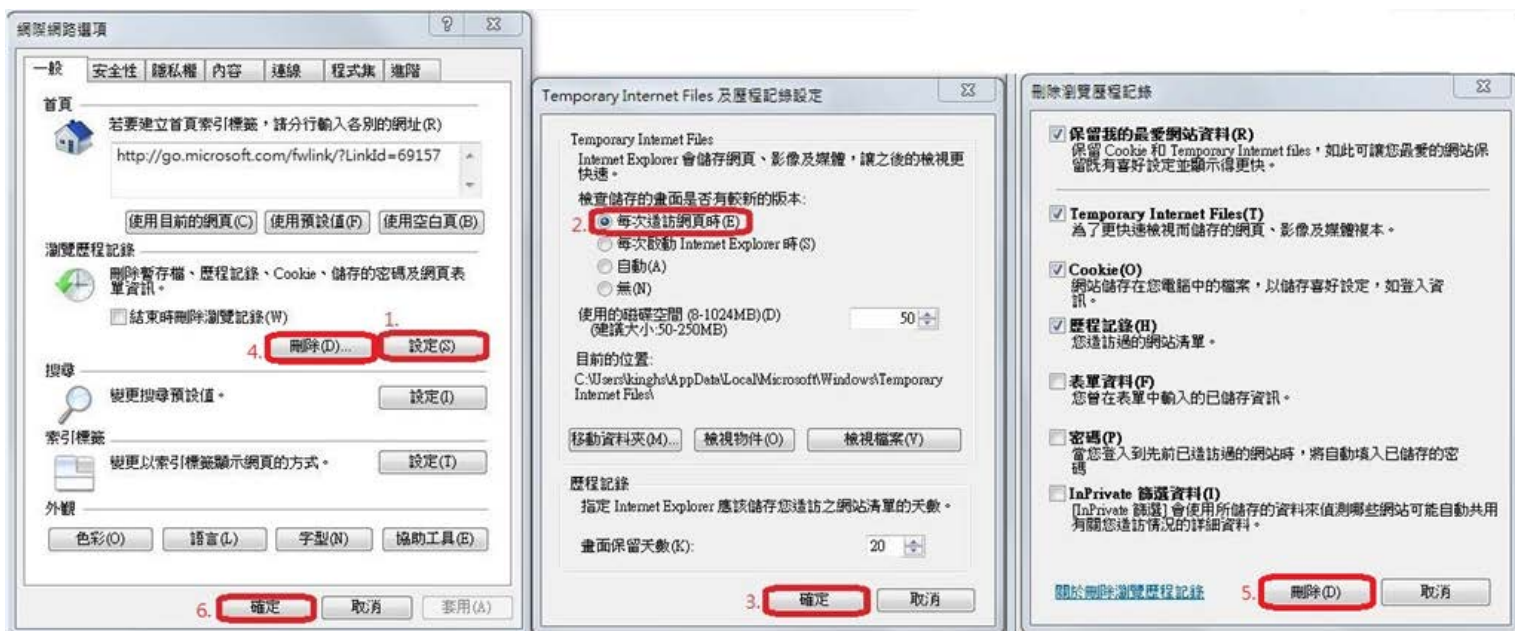 網際網路選項
一般 安全性 隱私權 內容 連線 程式集 進階
首頁
若要建立首頁索引標籤，請分行輸入各別的網址(R)
http://go.microsoft.com/fwlink/?LinkId=69157
使用目前的網頁(C) 使用預設值(F) 使用空白頁(B)
瀏覽歷程記錄
刪除暫存檔、歷程記錄、Cookie、儲存的密碼及網頁表
單資訊。
結束時刪除瀏覽記錄(W)
1.
4. 刪除(D)... 設定(S)
搜尋
變更搜尋預設值。 設定(I)
索引標籤
變更以索引標籤顯示網頁的方式。 設定(T)
外觀
色彩(O) 語言(L) 字型(N) 協助工具(E)
6. 確定 取消 套用(A)
Temporary Internet Files 及歷程記錄設定
Temporary Internet Files
Internet Explorer 會儲存網頁、影像及媒體，讓之後的檢視更
快速。
檢查儲存的畫面是否有較新的版本:
2. 每次造訪網頁時(E)
每次啟動 Internet Explorer 時(S)
自動(A)
無(N)
使用的磁碟空間 (8-1024MB)(D) 50
(建議大小:50-250MB)
目前的位置:
C:\Users\kinghs\AppData\Local\Microsoft\Windows\Temporary
Internet Files\
移動資料夾(M)... 檢視物件(O) 檢視檔案(V)
歷程記錄
指定 Internet Explorer 應該儲存您造訪之網站清單的天數。
畫面保留天數(K): 20
3. 確定 取消
刪除瀏覽歷程記錄
保留我的最愛網站資料(R)
保留 Cookie 和 Temporary Internet files，如此可讓您最愛的網站保
留既有喜好設定並顯示得更快。
Temporary Internet Files(T)
為了更快速檢視而儲存的網頁、影像及媒體複本。
Cookie(O)
網站儲存在您電腦中的檔案，以儲存喜好設定，如登入資
訊。
歷程記錄(H)
您造訪過的網站清單。
表單資料(F)
您曾在表單中輸入的已儲存資訊。
密碼(P)
當您登入到先前已造訪過的網站時，將自動填入已儲存的密
碼
InPrivate 篩選資料(I)
[InPrivate 篩選] 會使用所儲存的資料來偵測哪些網站可能自動共用
有關您造訪情況的詳細資料。
關於刪除瀏覽歷程記錄 5. 刪除(D) 取消